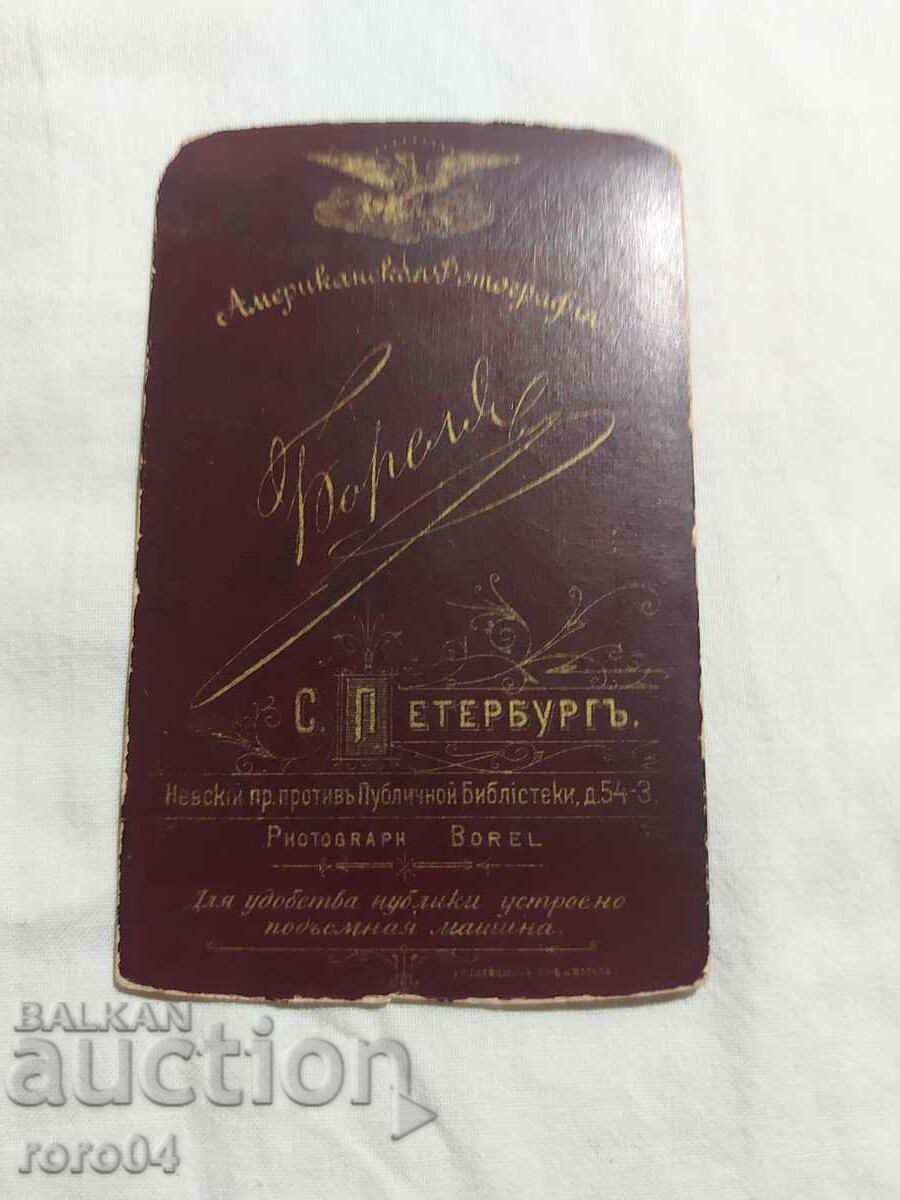 Американская Фотографія
Борель
С. ПЕТЕРБУРГЪ.
Невскій пр. противъ Публичной Библіотеки, д. 54-3.
PHOTOGRAPH BOREL
Для удобства публики устроено
подъемная машина.
BALKAN
auction
roro04